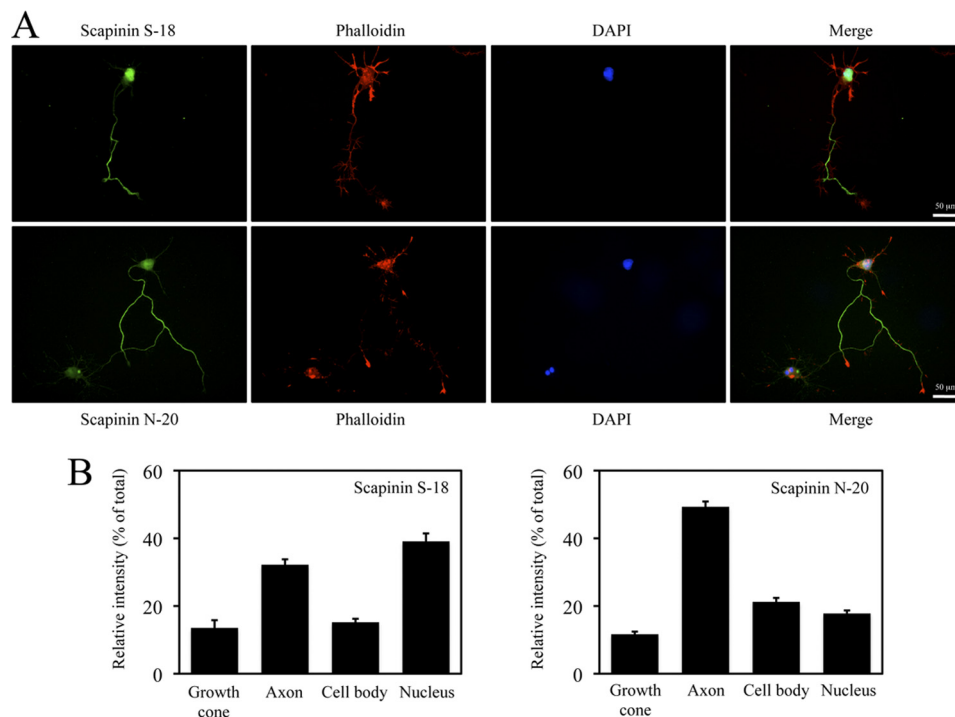 A
Scapinin S-18 Phalloidin DAPI Merge
50 μm
50 μm
Scapinin N-20 Phalloidin DAPI Merge
B
Relative intensity (% of total)
60
40
20
0
Scapinin S-18
Growth cone
Axon
Cell body
Nucleus
Relative intensity (% of total)
60
40
20
0
Scapinin N-20
Growth cone
Axon
Cell body
Nucleus